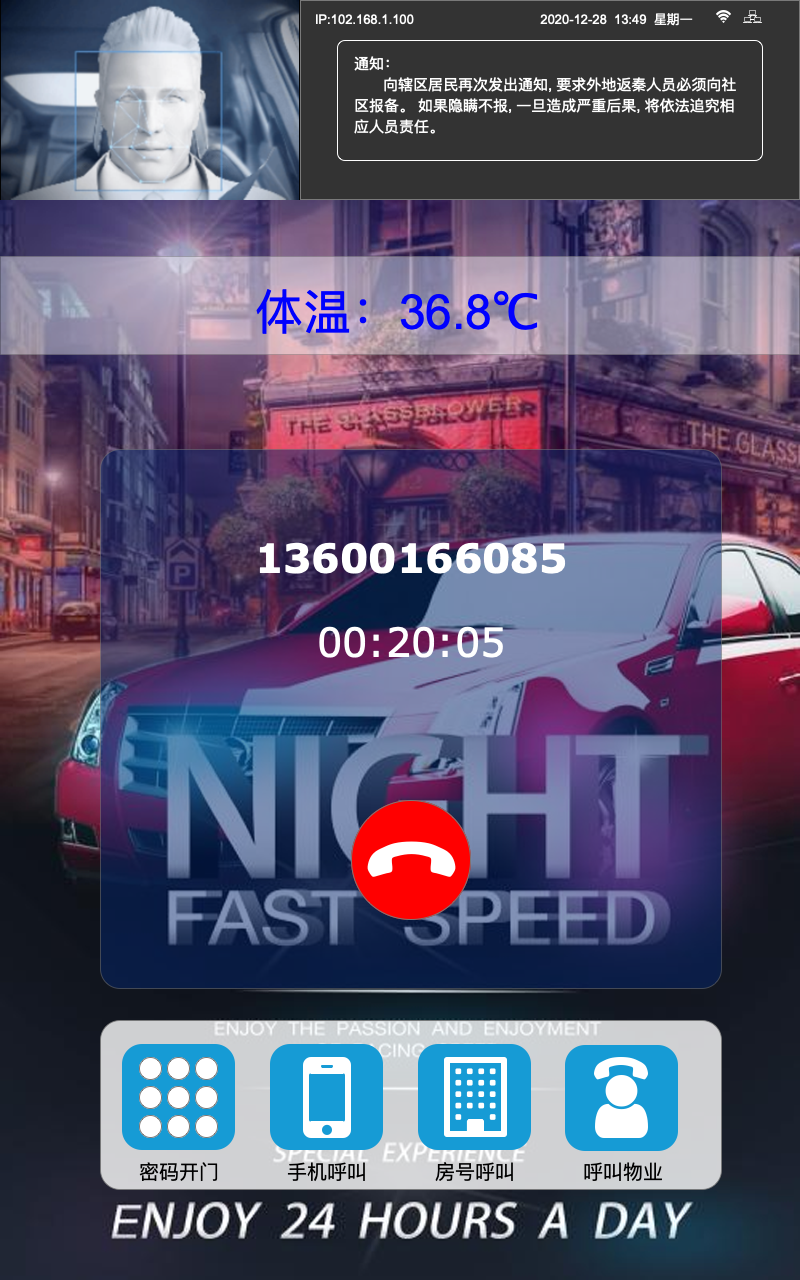 IP:102.168.1.100
2020-12-28 13:49 星期一
通知：
向辖区居民再次发出通知, 要求外地返秦人员必须向社
区报备。 如果隐瞒不报, 一旦造成严重后果, 将依法追究相
应人员责任。
体温：36.8℃
THE GLASSBLOWER
THE GLASS
P
13600166085
00:20:05
NIGHT
FAST SPEED
ENJOY THE PASSION AND ENJOYMENT
SPECIAL EXPERIENCE
密码开门
手机呼叫
房号呼叫
呼叫物业
ENJOY 24 HOURS A DAY